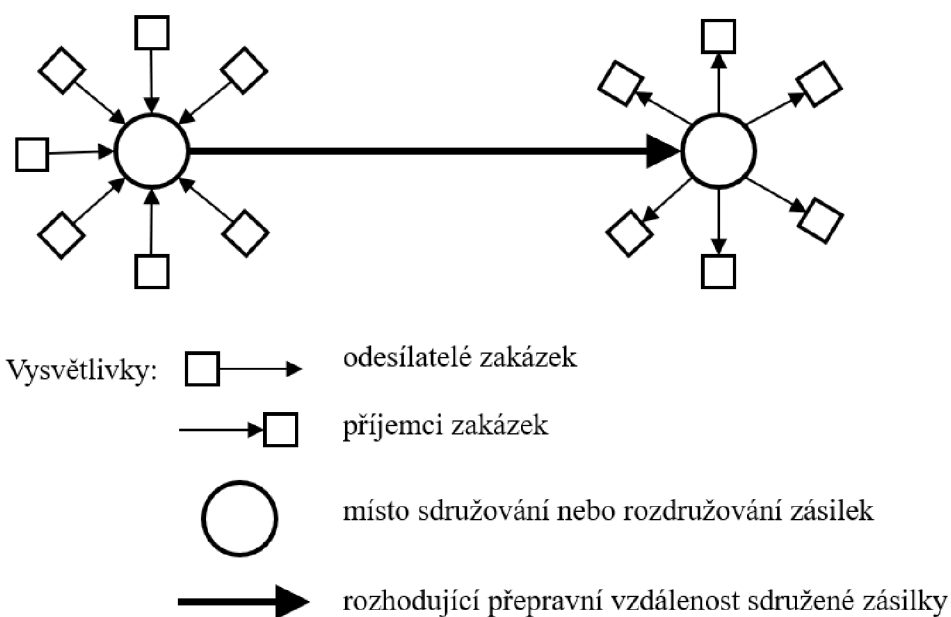 Vysvětlivky:
odesílatelé zakázek
příjemci zakázek
místo sdružování nebo rozdružování zásilek
rozhodující přepravní vzdálenost sdružené zásilky